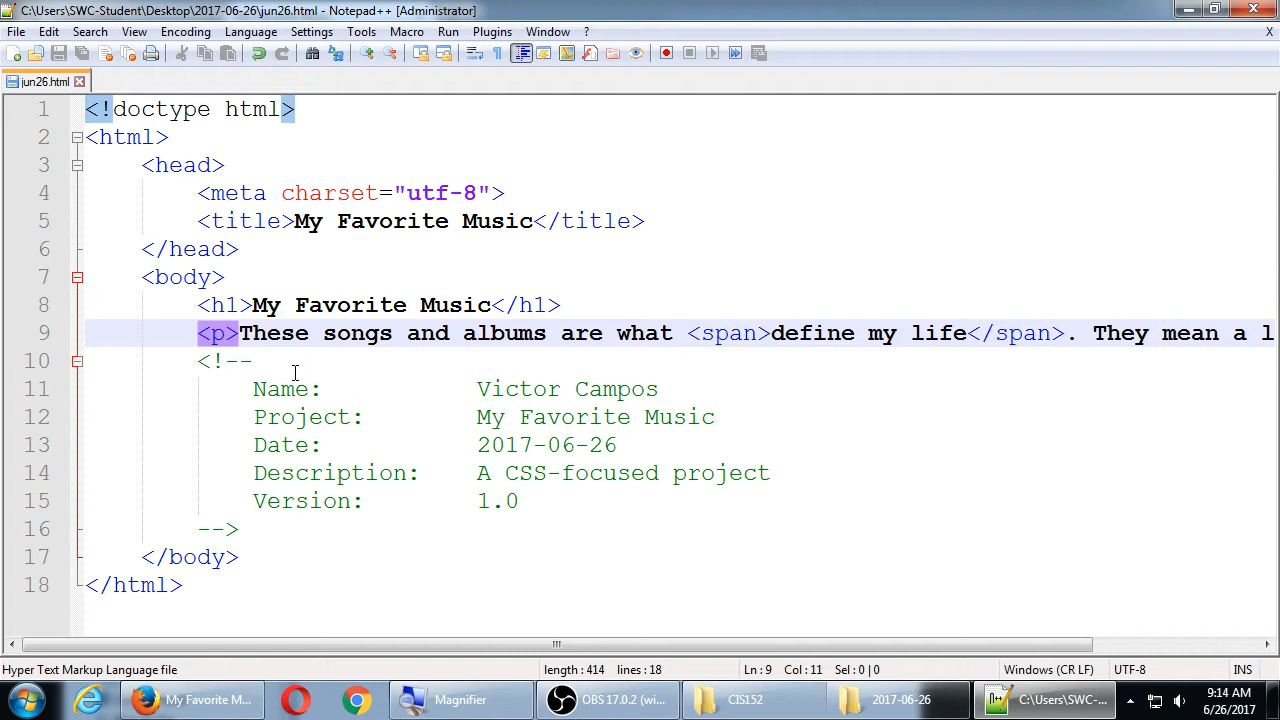 C:\Users\SWC-Student\Desktop\2017-06-26\jun26.html - Notepad++ [Administrator]
File Edit Search View Encoding Language Settings Tools Macro Run Plugins Window ? X
jun26.html
1 <!doctype html>
2 <html>
3 <head>
4 <meta charset="utf-8">
5 <title>My Favorite Music</title>
6 </head>
7 <body>
8 <h1>My Favorite Music</h1>
9 <p>These songs and albums are what <span>define my life</span>. They mean a l
10 <!--
11 Name: Victor Campos
12 Project: My Favorite Music
13 Date: 2017-06-26
14 Description: A CSS-focused project
15 Version: 1.0
16 -->
17 </body>
18 </html>
Hyper Text Markup Language file length : 414 lines : 18 Ln : 9 Col : 11 Sel : 0 | 0 Windows (CR LF) UTF-8 INS
My Favorite M... Magnifier OBS 17.0.2 (wi... CIS152 2017-06-26 C:\Users\SWC-... 9:14 AM
6/26/2017